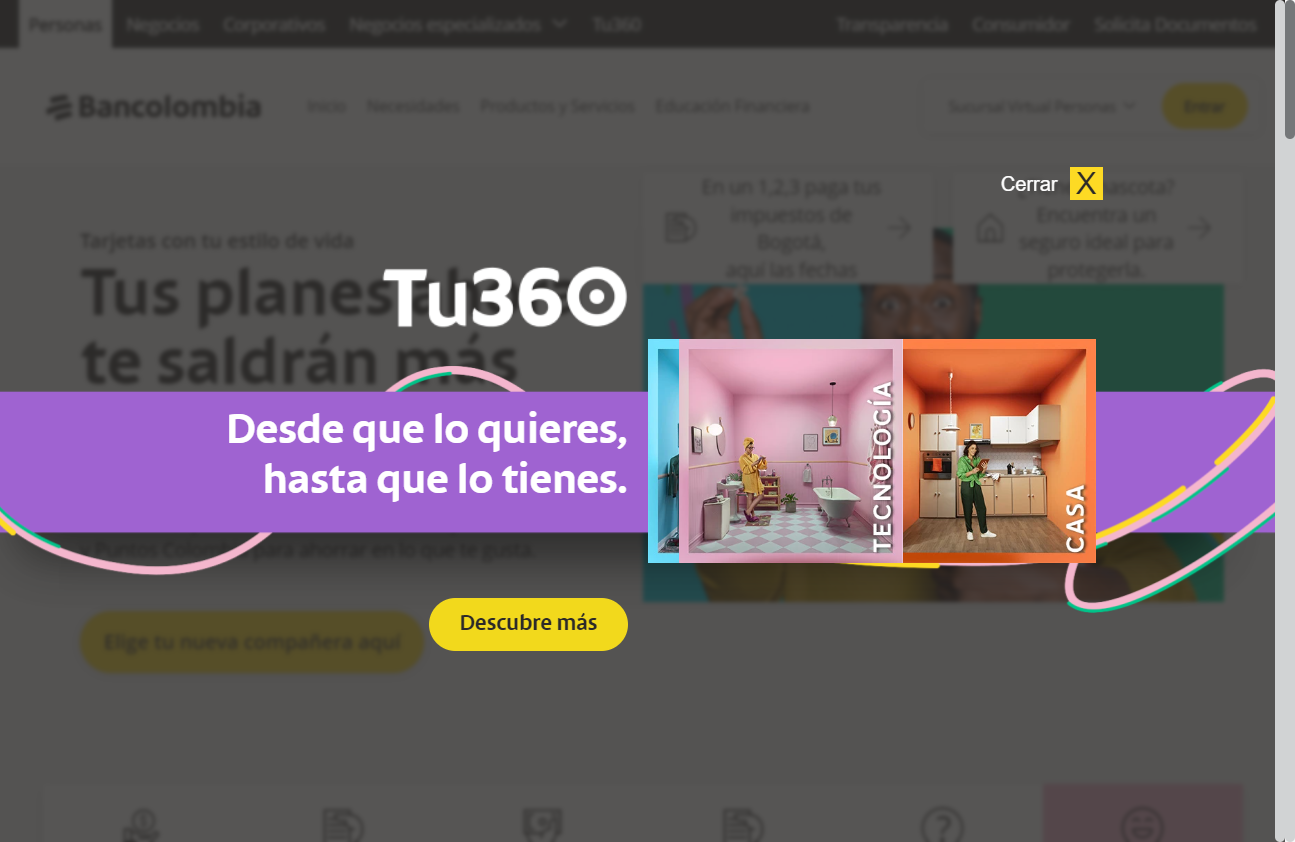 Personas Negocios Corporativos Negocios especializados Tu360 Transparencia Consumidor Solicita Documentos
Bancolombia Inicio Necesidades Productos y Servicios Educación Financiera Sucursal Virtual Personas Entrar
Cerrar X
En un 1,2,3 paga tus
impuestos de
Bogotá,
aquí las fechas
mascota?
Encuentra un
seguro ideal para
protegerla.
Tarjetas con tu estilo de vida
Tus planes
te saldrán más
Tu360
Desde que lo quieres,
hasta que lo tienes.
TECNOLOGÍA
CASA
Puntos Colombia para ahorrar en lo que te gusta.
Descubre más
Elige tu nueva compañera aquí